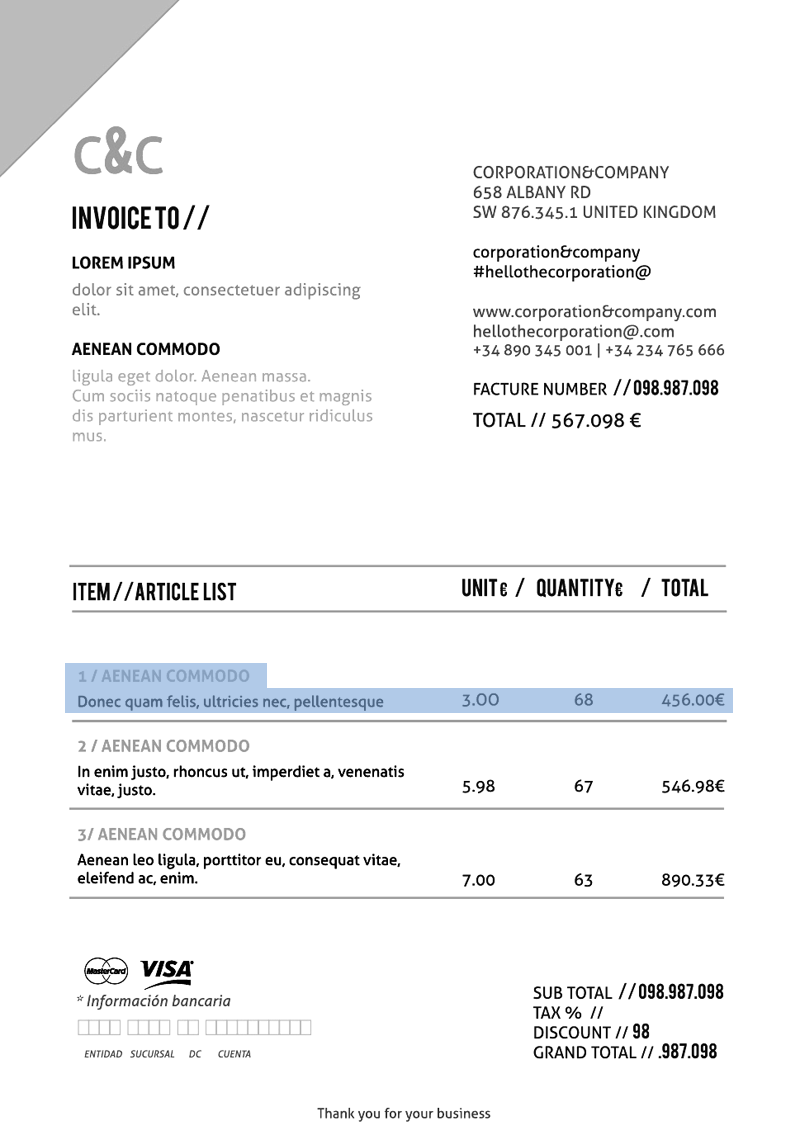 C&C
INVOICE TO //
LOREM IPSUM
dolor sit amet, consectetuer adipiscing
elit.
AENEAN COMMODO
ligula eget dolor. Aenean massa.
Cum sociis natoque penatibus et magnis
dis parturient montes, nascetur ridiculus
mus.
CORPORATION&COMPANY
658 ALBANY RD
SW 876.345.1 UNITED KINGDOM
corporation&company
#hellothecorporation@
www.corporation&company.com
hellothecorporation@.com
+34 890 345 001 | +34 234 765 666
FACTURE NUMBER // 098.987.098
TOTAL // 567.098 €
ITEM // ARTICLE LIST UNIT € / QUANTITY € / TOTAL
1 / AENEAN COMMODO
Donec quam felis, ultricies nec, pellentesque 3.00 68 456.00€
2 / AENEAN COMMODO
In enim justo, rhoncus ut, imperdiet a, venenatis
vitae, justo. 5.98 67 546.98€
3/ AENEAN COMMODO
Aenean leo ligula, porttitor eu, consequat vitae,
eleifend ac, enim. 7.00 63 890.33€
MasterCard VISA
* Información bancaria
ENTIDAD SUCURSAL DC CUENTA
SUB TOTAL // 098.987.098
TAX % //
DISCOUNT // 98
GRAND TOTAL // .987.098
Thank you for your business